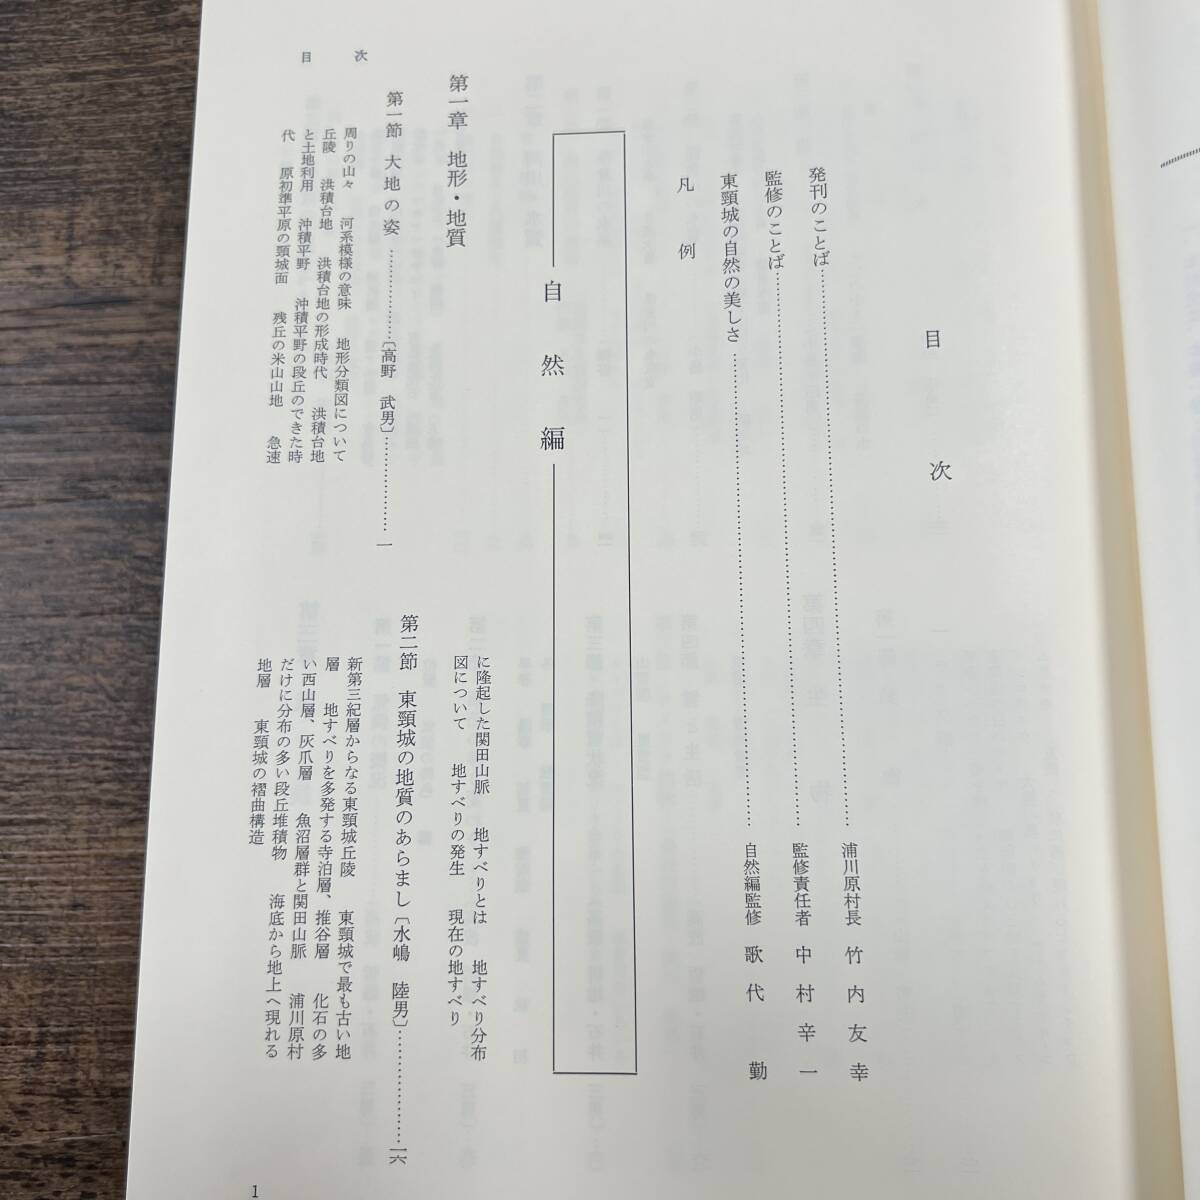 目次
発刊のことば……浦川原村長 竹内友幸
監修のことば……監修責任者 中村辛一
東頸城の自然の美しさ……自然編監修 歌代勤
凡例
自然編
第一章 地形・地質
第一節 大地の姿……〔高野 武男〕……一
周りの山々 河系模様の意味 地形分類図について
丘陵 洪積台地 洪積台地の形成時代 洪積台地
と土地利用 沖積平野 沖積平野の段丘のできた時
代 原初準平原の頸城面 残丘の米山山地 急速
に隆起した関田山脈 地すべりとは 地すべり分布
図について 地すべりの発生 現在の地すべり
第二節 東頸城の地質のあらまし〔水嶋 陸男〕……一六
新第三紀層からなる東頸城丘陵 東頸城で最も古い地
層 地すべりを多発する寺泊層、推谷層 化石の多
い西山層、灰爪層 魚沼層群と関田山脈 浦川原村
だけに分布の多い段丘堆積物 海底から地上へ現れる
地層 東頸城の褶曲構造
目次
1